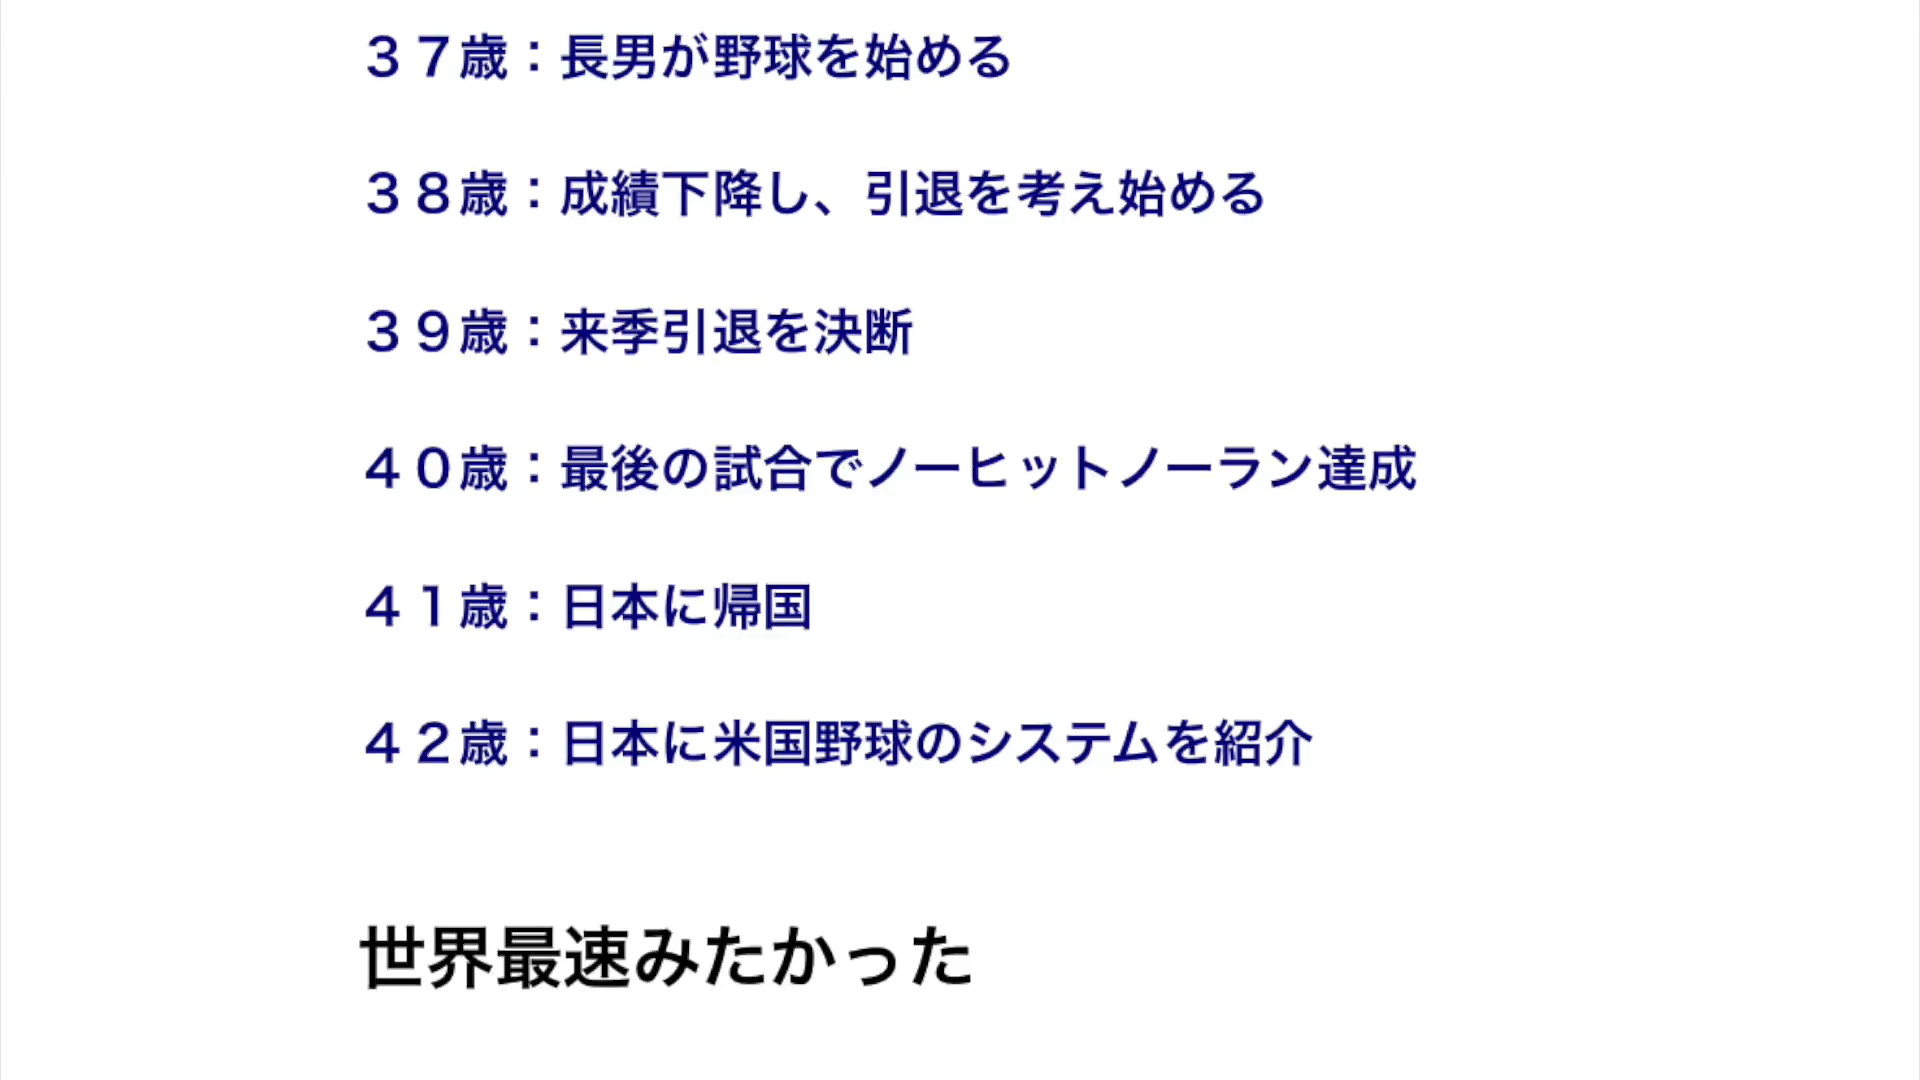 ３７歳：長男が野球を始める
３８歳：成績下降し、引退を考え始める
３９歳：来季引退を決断
４０歳：最後の試合でノーヒットノーラン達成
４１歳：日本に帰国
４２歳：日本に米国野球のシステムを紹介
世界最速みたかった